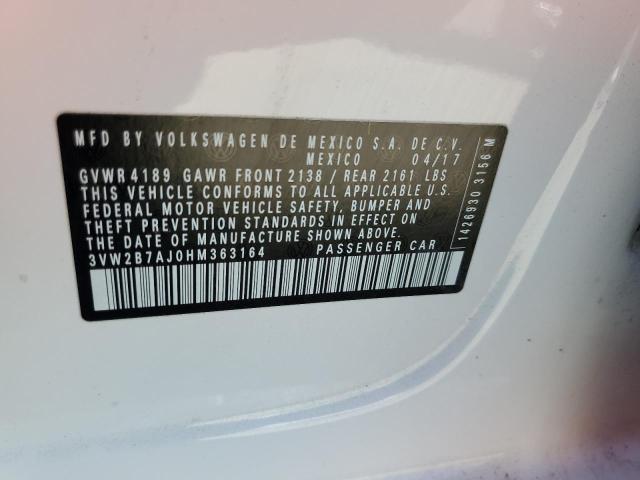 MFD BY VOLKSWAGEN DE MEXICO S.A. DE C.V.
MEXICO 04/17
GVWR 4189 GAWR FRONT 2138 / REAR 2161 LBS
THIS VEHICLE CONFORMS TO ALL APPLICABLE U.S.
FEDERAL MOTOR VEHICLE SAFETY, BUMPER AND
THEFT PREVENTION STANDARDS IN EFFECT ON
THE DATE OF MANUFACTURE SHOWN ABOVE.
3VW2B7AJ0HM363164 PASSENGER CAR
1426930 3156 M